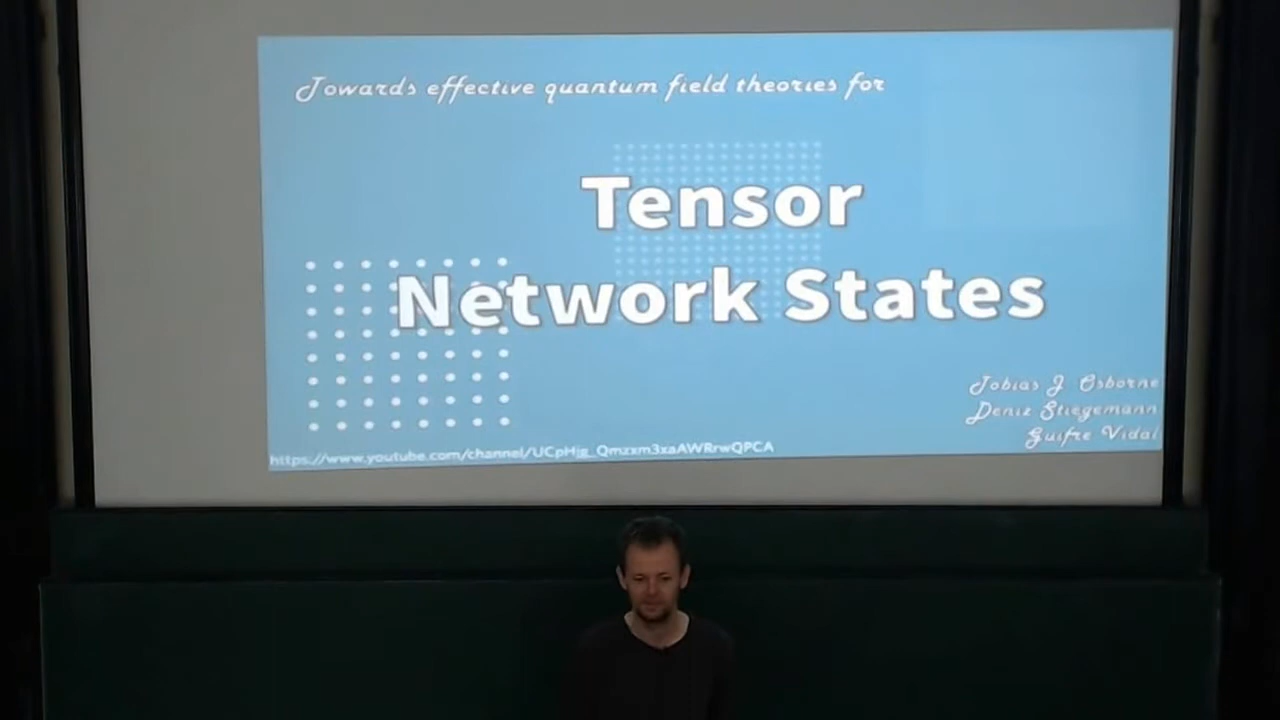 Towards effective quantum field theories for
Tensor
Network States
Tobias J. Osborne
Deniz Stiegemann
Guifre Vidal
https://www.youtube.com/channel/UCpHjg_Qmzxm3xaAWRrwQPCA